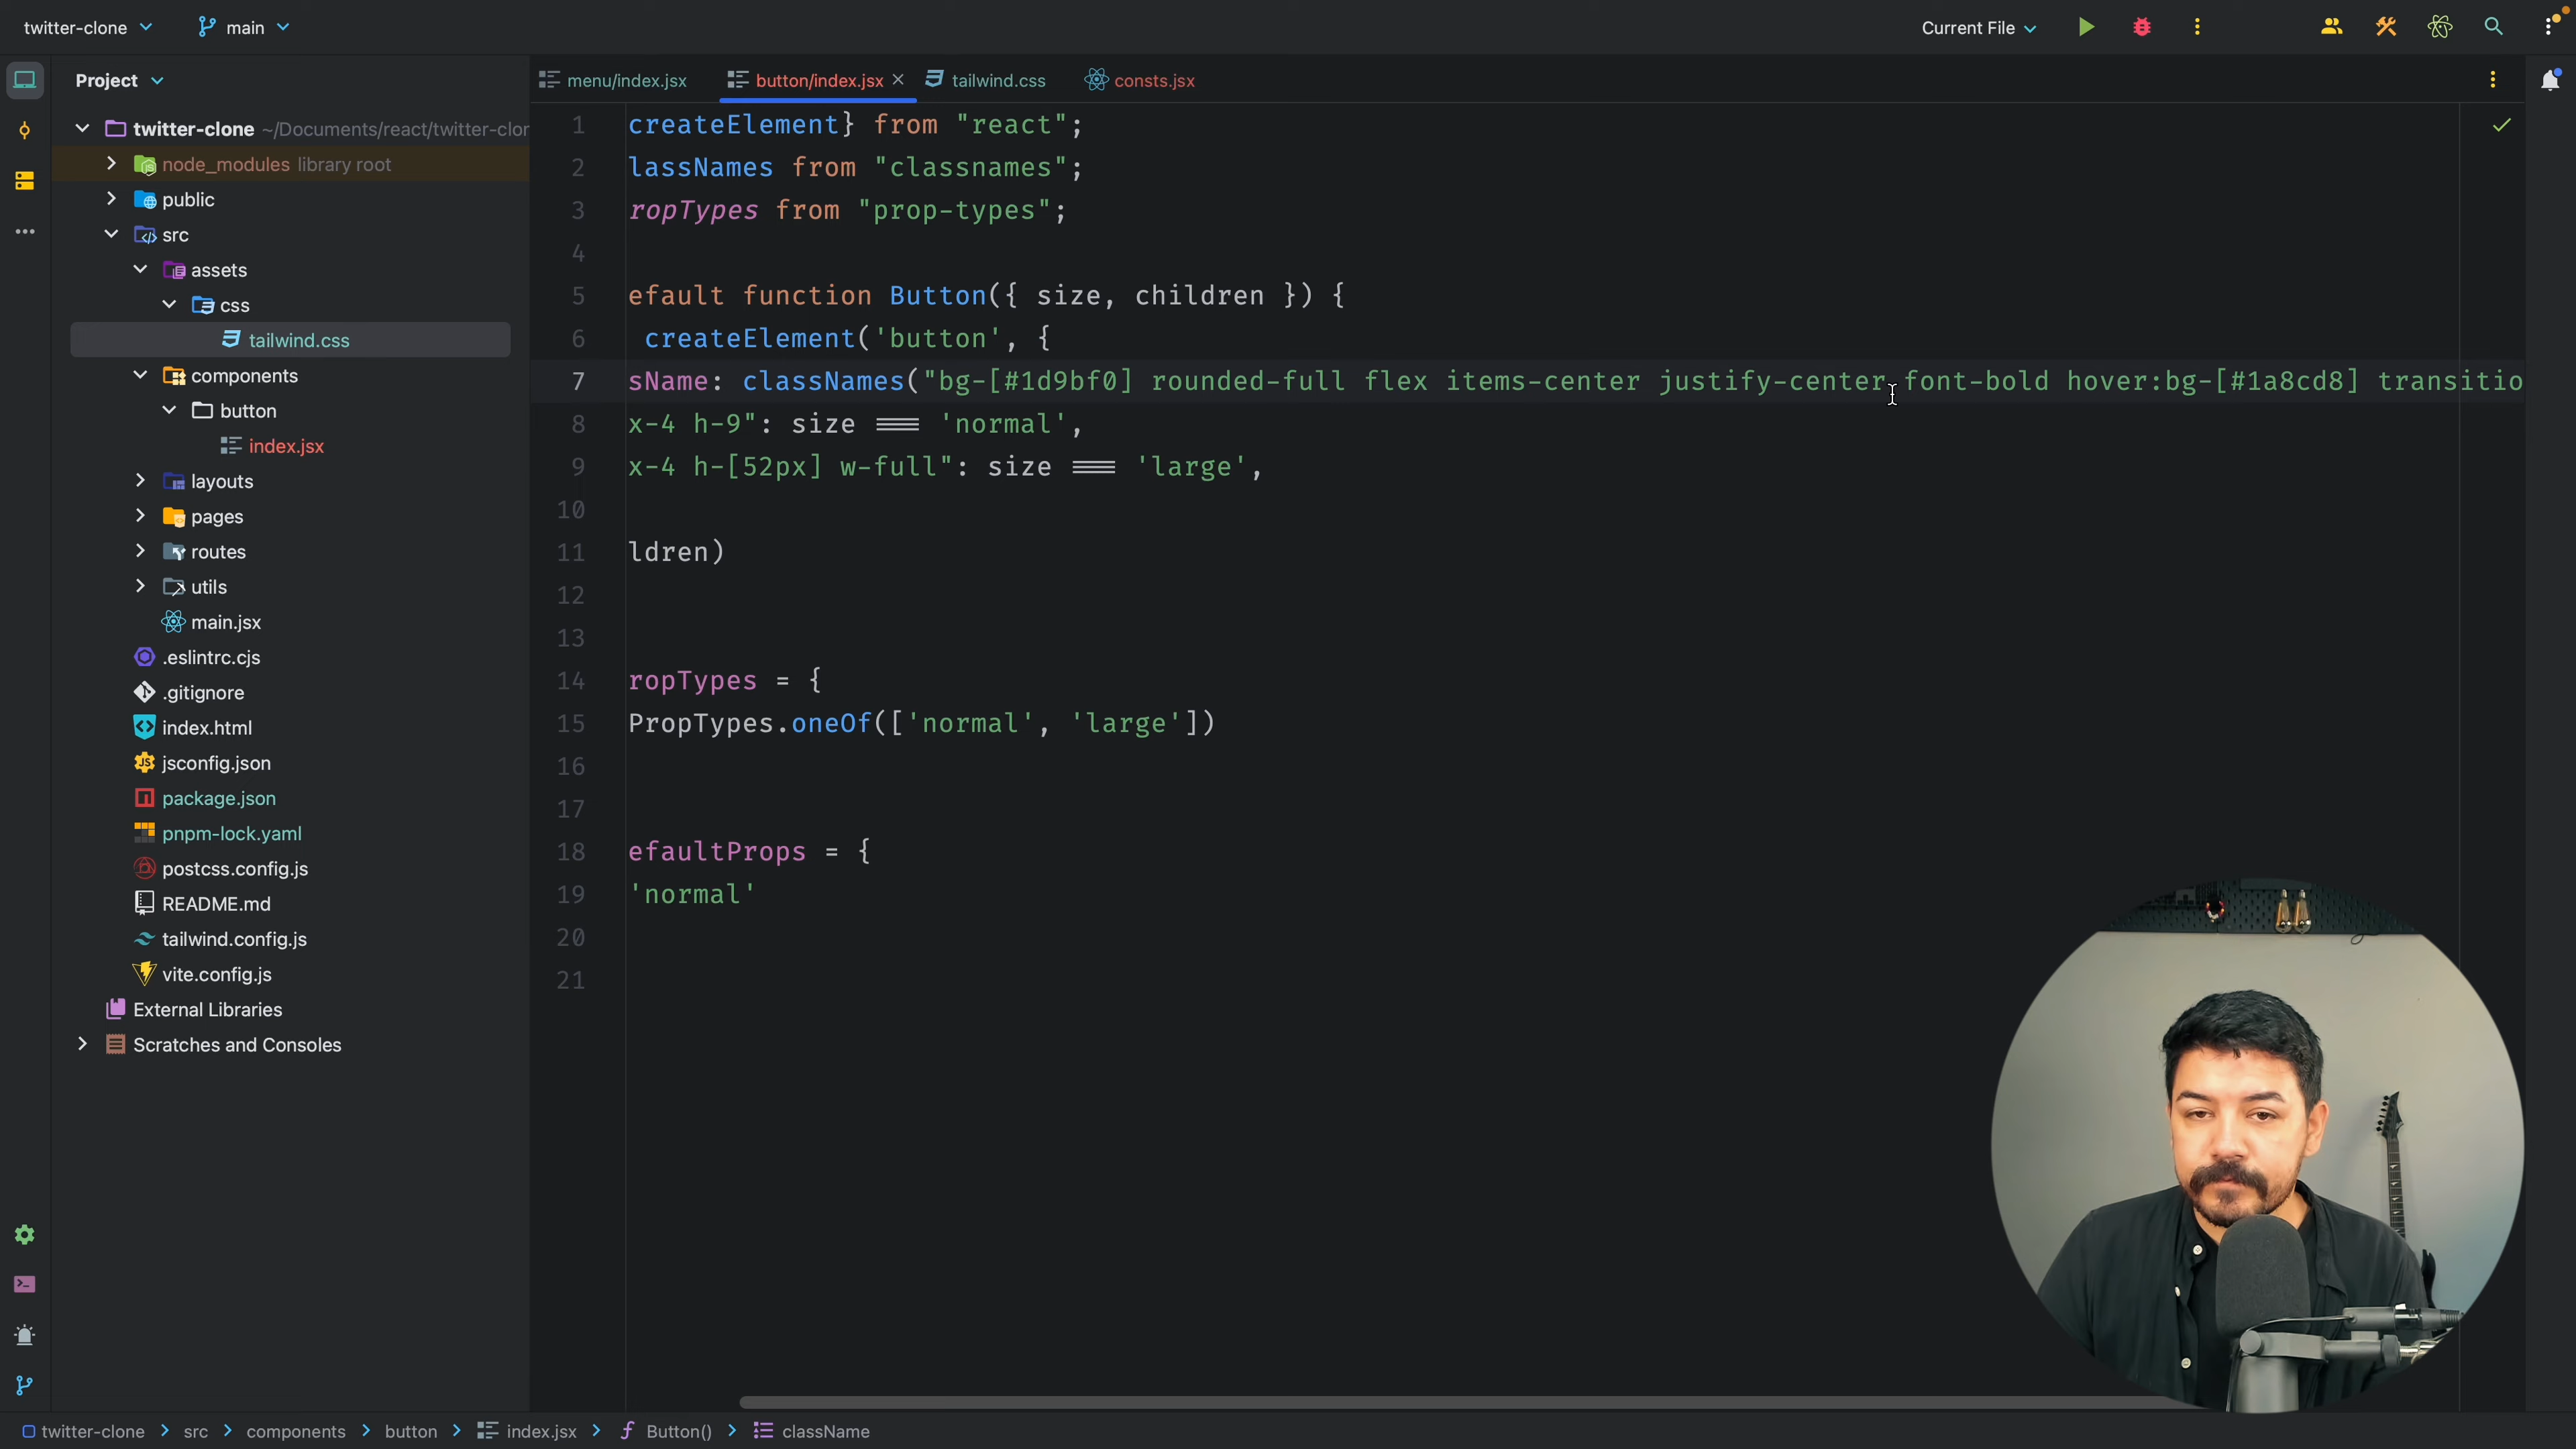 twitter-clone
main
Current File
Project
menu/index.jsx
button/index.jsx
tailwind.css
consts.jsx
twitter-clone ~/Documents/react/twitter-clon
node_modules library root
public
src
assets
css
tailwind.css
components
button
index.jsx
layouts
pages
routes
utils
main.jsx
.eslintrc.cjs
.gitignore
index.html
jsconfig.json
package.json
pnpm-lock.yaml
postcss.config.js
README.md
tailwind.config.js
vite.config.js
External Libraries
Scratches and Consoles
1 createElement} from "react";
2 lassNames from "classnames";
3 ropTypes from "prop-types";
4
5 efault function Button({ size, children }) {
6 createElement('button', {
7 sName: classNames("bg-[#1d9bf0] rounded-full flex items-center justify-center font-bold hover:bg-[#1a8cd8] transitio
8 x-4 h-9": size === 'normal',
9 x-4 h-[52px] w-full": size === 'large',
10
11 ldren)
12
13
14 ropTypes = {
15 PropTypes.oneOf(['normal', 'large'])
16
17
18 efaultProps = {
19 'normal'
20
21
twitter-clone > src > components > button > index.jsx > Button() > className